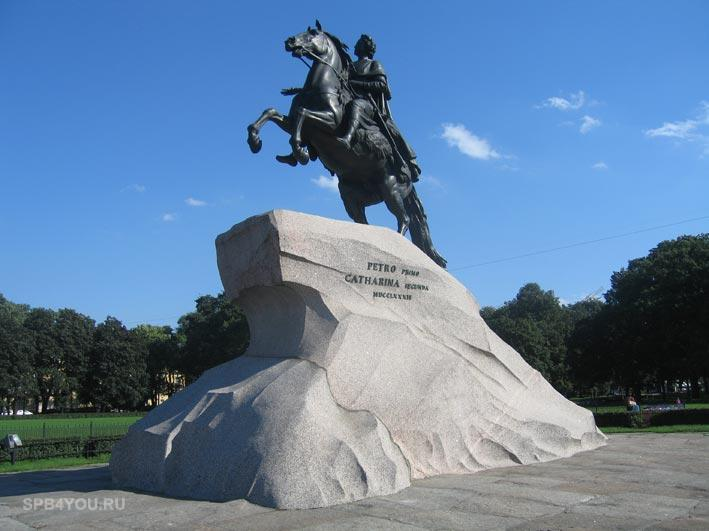 PETRO PRIMO
CATHARINA SECUNDA
MDCCLXXXII
SPB4YOU.RU